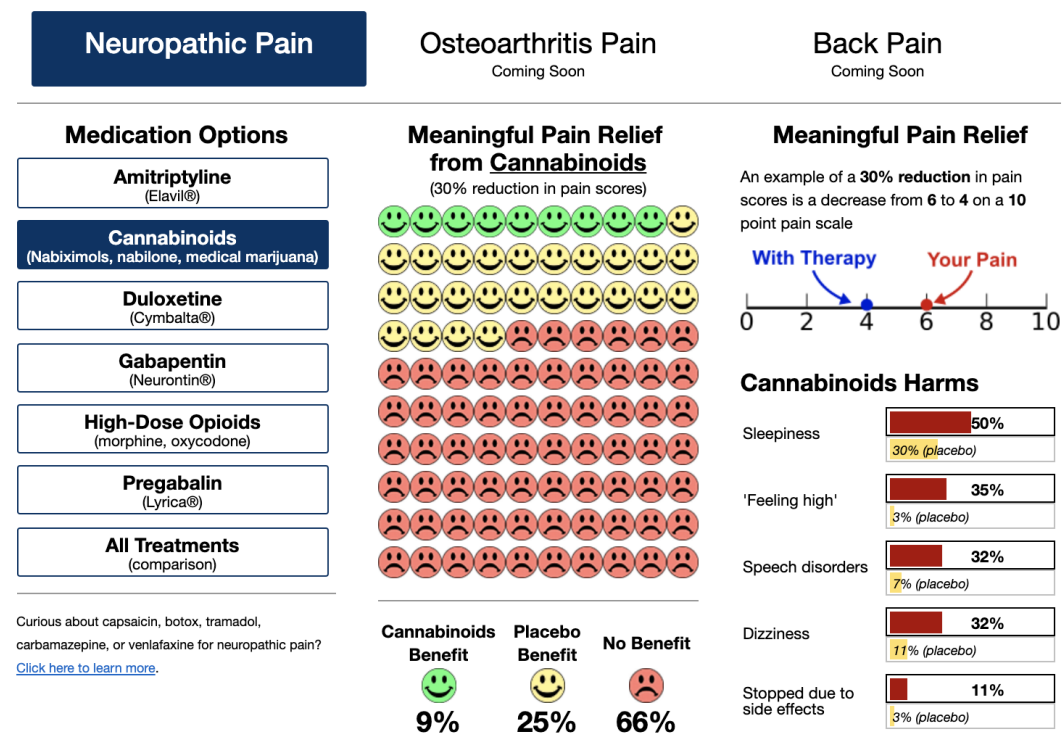 Neuropathic Pain
Osteoarthritis Pain
Coming Soon
Back Pain
Coming Soon
Medication Options
Amitriptyline
(Elavil®)
Cannabinoids
(Nabiximols, nabilone, medical marijuana)
Duloxetine
(Cymbalta®)
Gabapentin
(Neurontin®)
High-Dose Opioids
(morphine, oxycodone)
Pregabalin
(Lyrica®)
All Treatments
(comparison)
Curious about capsaicin, botox, tramadol,
carbamazepine, or venlafaxine for neuropathic pain?
Click here to learn more.
Meaningful Pain Relief
from Cannabinoids
(30% reduction in pain scores)
Cannabinoids
Benefit
9%
Placebo
Benefit
25%
No Benefit
66%
Meaningful Pain Relief
An example of a 30% reduction in pain
scores is a decrease from 6 to 4 on a 10
point pain scale
With Therapy
Your Pain
0 2 4 6 8 10
Cannabinoids Harms
Sleepiness
50%
30% (placebo)
'Feeling high'
35%
3% (placebo)
Speech disorders
32%
7% (placebo)
Dizziness
32%
11% (placebo)
Stopped due to
side effects
11%
3% (placebo)